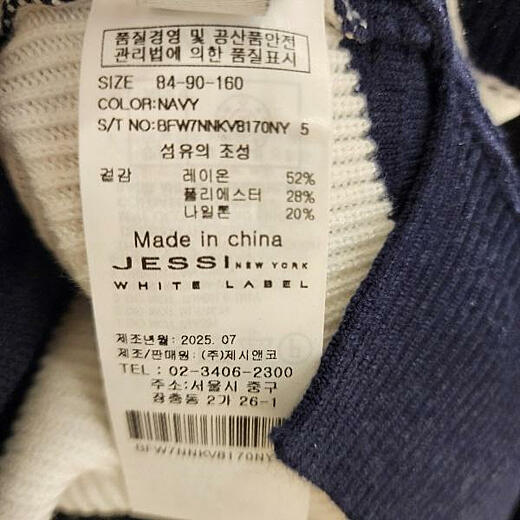 품질경영 및 공산품안전
관리법에 의한 품질표시
SIZE 84-90-160
COLOR:NAVY
S/T NO:BFW7NNKV8170NY 5
섬유의 조성
겉감 레이온 52%
폴리에스터 28%
나일론 20%
Made in china
JESSI NEW YORK
WHITE LABEL
제조년월: 2025. 07
제조/판매원: (주)제시앤코
TEL : 02-3406-2300
주소:서울시 중구
장충동 2가 26-1
BFW7NNKV8170NY